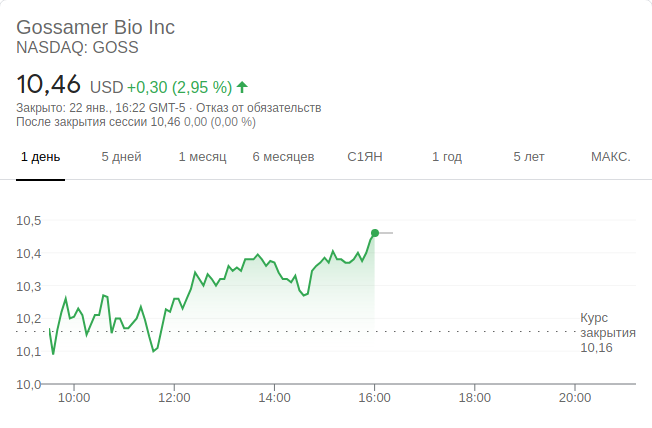 Gossamer Bio Inc
NASDAQ: GOSS
10,46 USD +0,30 (2,95 %)
Закрыто: 22 янв., 16:22 GMT-5 · Отказ от обязательств
После закрытия сессии 10,46 0,00 (0,00 %)
1 день 5 дней 1 месяц 6 месяцев С1ЯН 1 год 5 лет МАКС.
10,5
10,4
10,3
10,2
10,1
10,0
Курс
закрытия
10,16
10:00 12:00 14:00 16:00 18:00 20:00